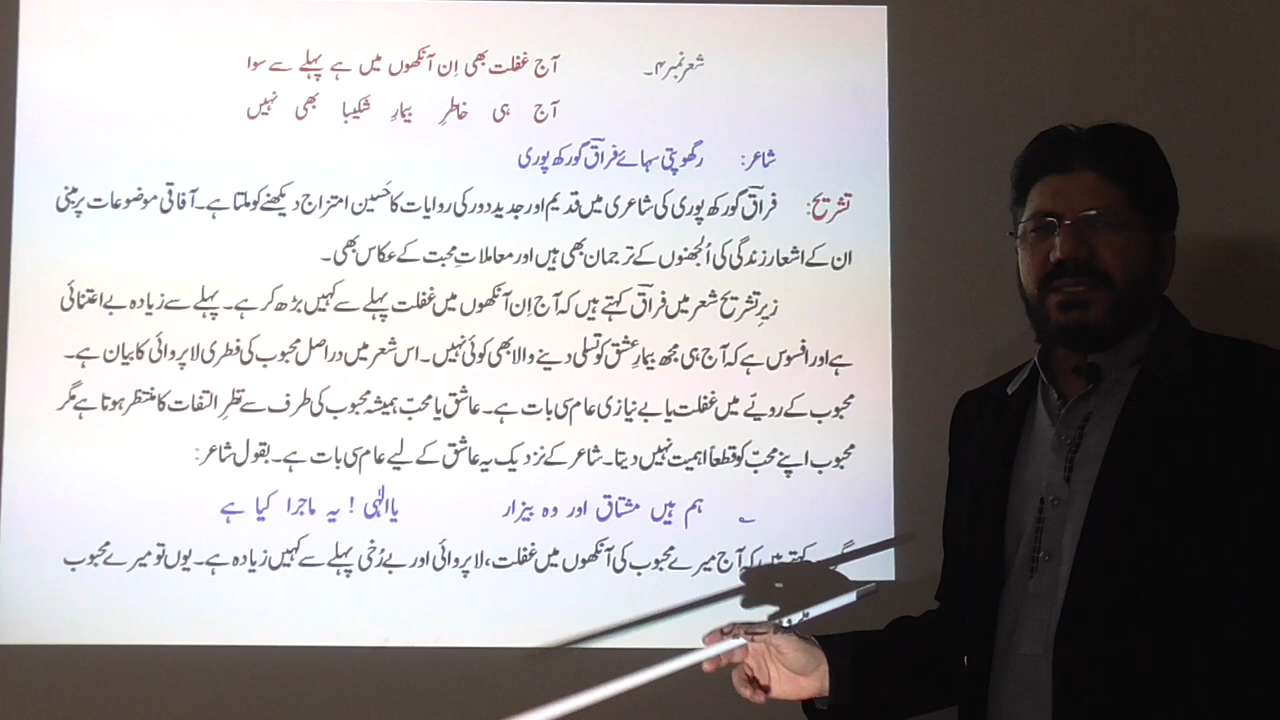 شعر نمبر ۴۔ آج غفلت بھی اِن آنکھوں میں ہے پہلے سے سوا
آج ہی خاطرِ بیمارِ شکیبا بھی نہیں
شاعر: رگھوپتی سہائے فراقؔ گورکھ پوری
تشریح: فراقؔ گورکھ پوری کی شاعری میں قدیم اور جدید دور کی روایات کا حَسین امتزاج دیکھنے کو ملتا ہے۔ آفاقی موضوعات پر مبنی
ان کے اشعار زندگی کی اُلجھنوں کے ترجمان بھی ہیں اور معاملاتِ محبت کے عکاس بھی۔
زیرِ تشریح شعر میں فراقؔ کہتے ہیں کہ آج اِن آنکھوں میں غفلت پہلے سے کہیں بڑھ کر ہے۔ پہلے سے زیادہ بے اعتنائی
ہے اور افسوس ہے کہ آج ہی مجھ بیمارِ عشق کو تسلی دینے والا بھی کوئی نہیں۔ اس شعر میں دراصل محبوب کی فطری لاپروائی کا بیان ہے۔
محبوب کے رویے میں غفلت یا بے نیازی عام سی بات ہے۔ عاشق یا محبّ ہمیشہ محبوب کی طرف سے نظرِ التفات کا منتظر ہوتا ہے مگر
محبوب اپنے محبّ کو قطعاً اہمیت نہیں دیتا۔ شاعر کے نزدیک یہ عاشق کے لیے عام سی بات ہے۔ بقول شاعر:
؎ ہم ہیں مشتاق اور وہ بیزار یا الٰہی! یہ ماجرا کیا ہے
کہتے ہیں کہ آج میرے محبوب کی آنکھوں میں غفلت، لاپروائی اور بے رُخی پہلے سے کہیں زیادہ ہے۔ یوں تو میرے محبوب